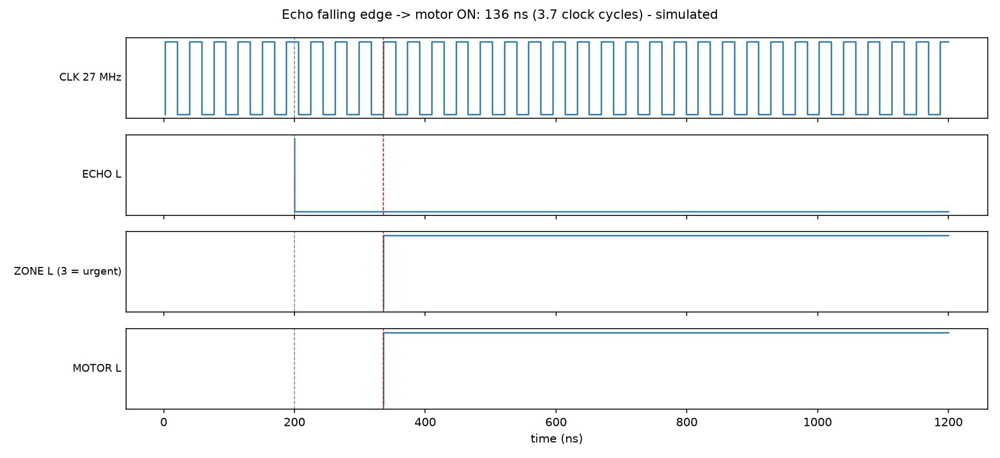 Echo falling edge -> motor ON: 136 ns (3.7 clock cycles) - simulated
CLK 27 MHz
ECHO L
ZONE L (3 = urgent)
MOTOR L
0 200 400 600 800 1000 1200
time (ns)